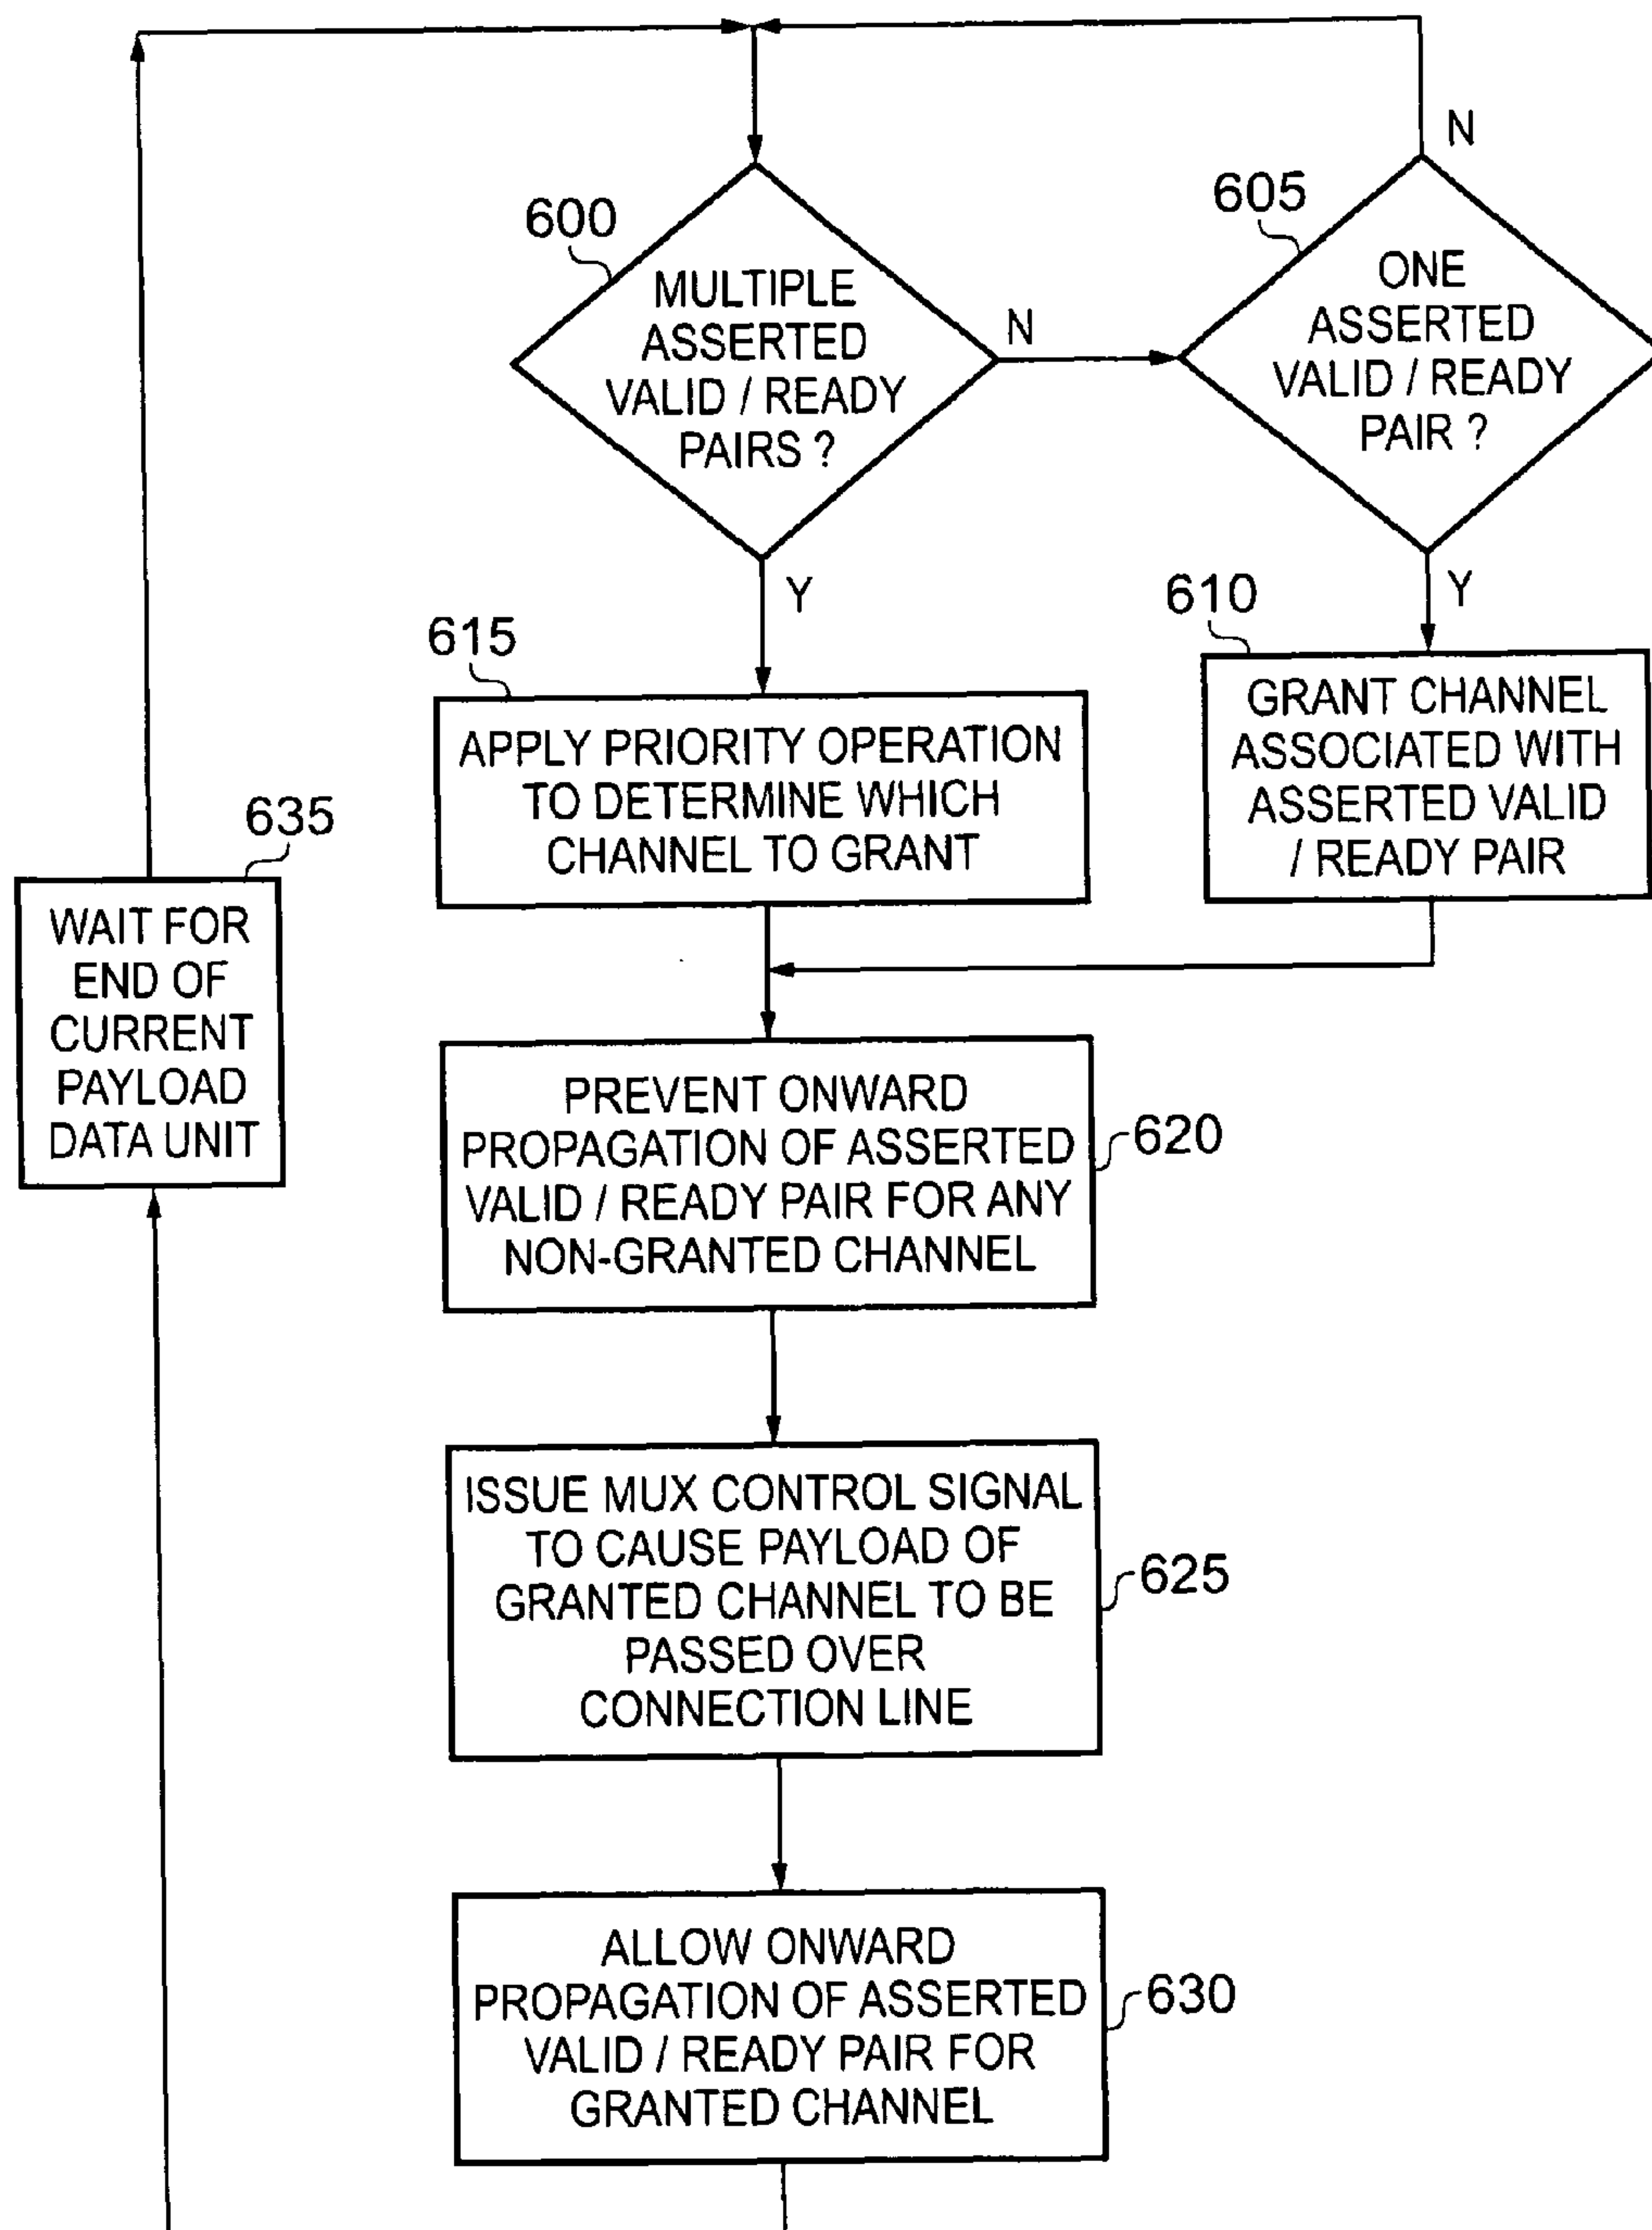 N
600
MULTIPLE
ASSERTED
VALID / READY
PAIRS ?
N
605
ONE
ASSERTED
VALID / READY
PAIR ?
Y
Y
615
APPLY PRIORITY OPERATION
TO DETERMINE WHICH
CHANNEL TO GRANT
610
GRANT CHANNEL
ASSOCIATED WITH
ASSERTED VALID
/ READY PAIR
635
WAIT FOR
END OF
CURRENT
PAYLOAD
DATA UNIT
PREVENT ONWARD
PROPAGATION OF ASSERTED
VALID / READY PAIR FOR ANY
NON-GRANTED CHANNEL
620
ISSUE MUX CONTROL SIGNAL
TO CAUSE PAYLOAD OF
GRANTED CHANNEL TO BE
PASSED OVER
CONNECTION LINE
625
ALLOW ONWARD
PROPAGATION OF ASSERTED
VALID / READY PAIR FOR
GRANTED CHANNEL
630